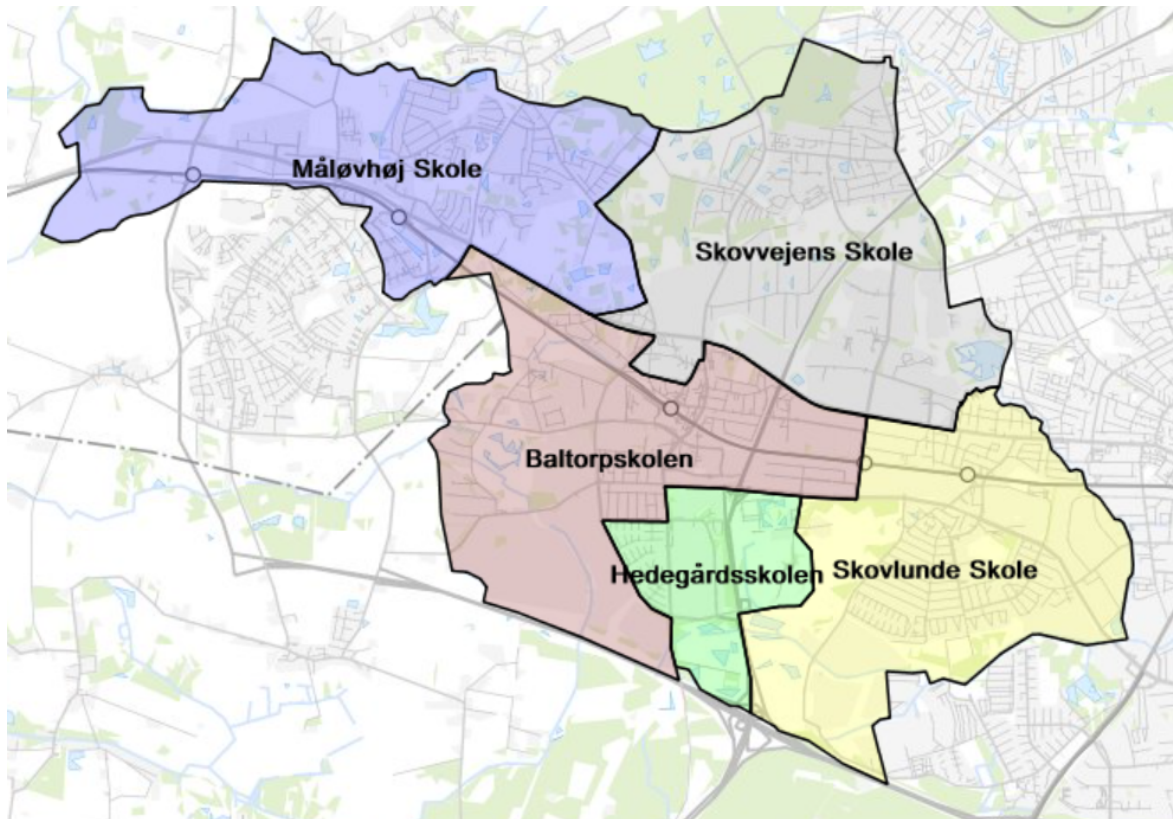 Måløvhøj Skole
Skovvejens Skole
Baltorpskolen
Hedegårdsskolen
Skovlunde Skole